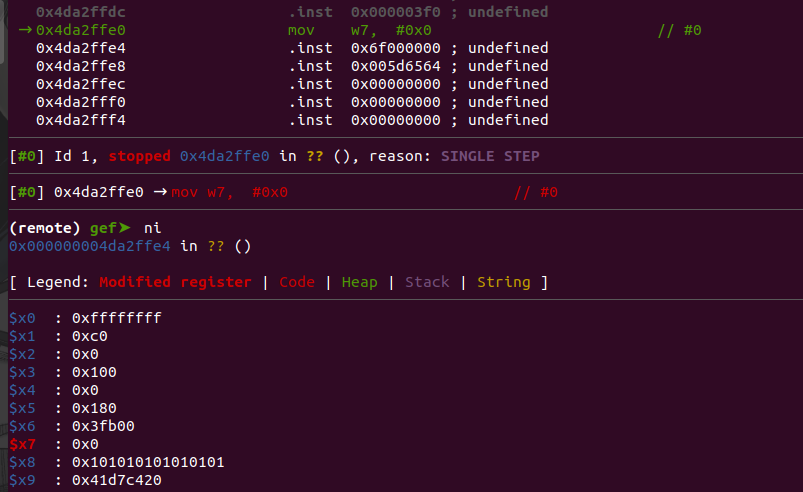 0x4da2ffdc .inst 0x000003f0 ; undefined
→0x4da2ffe0 mov w7, #0x0 // #0
0x4da2ffe4 .inst 0x6f000000 ; undefined
0x4da2ffe8 .inst 0x005d6564 ; undefined
0x4da2ffec .inst 0x00000000 ; undefined
0x4da2fff0 .inst 0x00000000 ; undefined
0x4da2fff4 .inst 0x00000000 ; undefined
[#0] Id 1, stopped 0x4da2ffe0 in ?? (), reason: SINGLE STEP
[#0] 0x4da2ffe0 →mov w7, #0x0 // #0
(remote) gef➤ ni
0x000000004da2ffe4 in ?? ()
[ Legend: Modified register | Code | Heap | Stack | String ]
$x0 : 0xffffffff
$x1 : 0xc0
$x2 : 0x0
$x3 : 0x100
$x4 : 0x0
$x5 : 0x180
$x6 : 0x3fb00
$x7 : 0x0
$x8 : 0x101010101010101
$x9 : 0x41d7c420